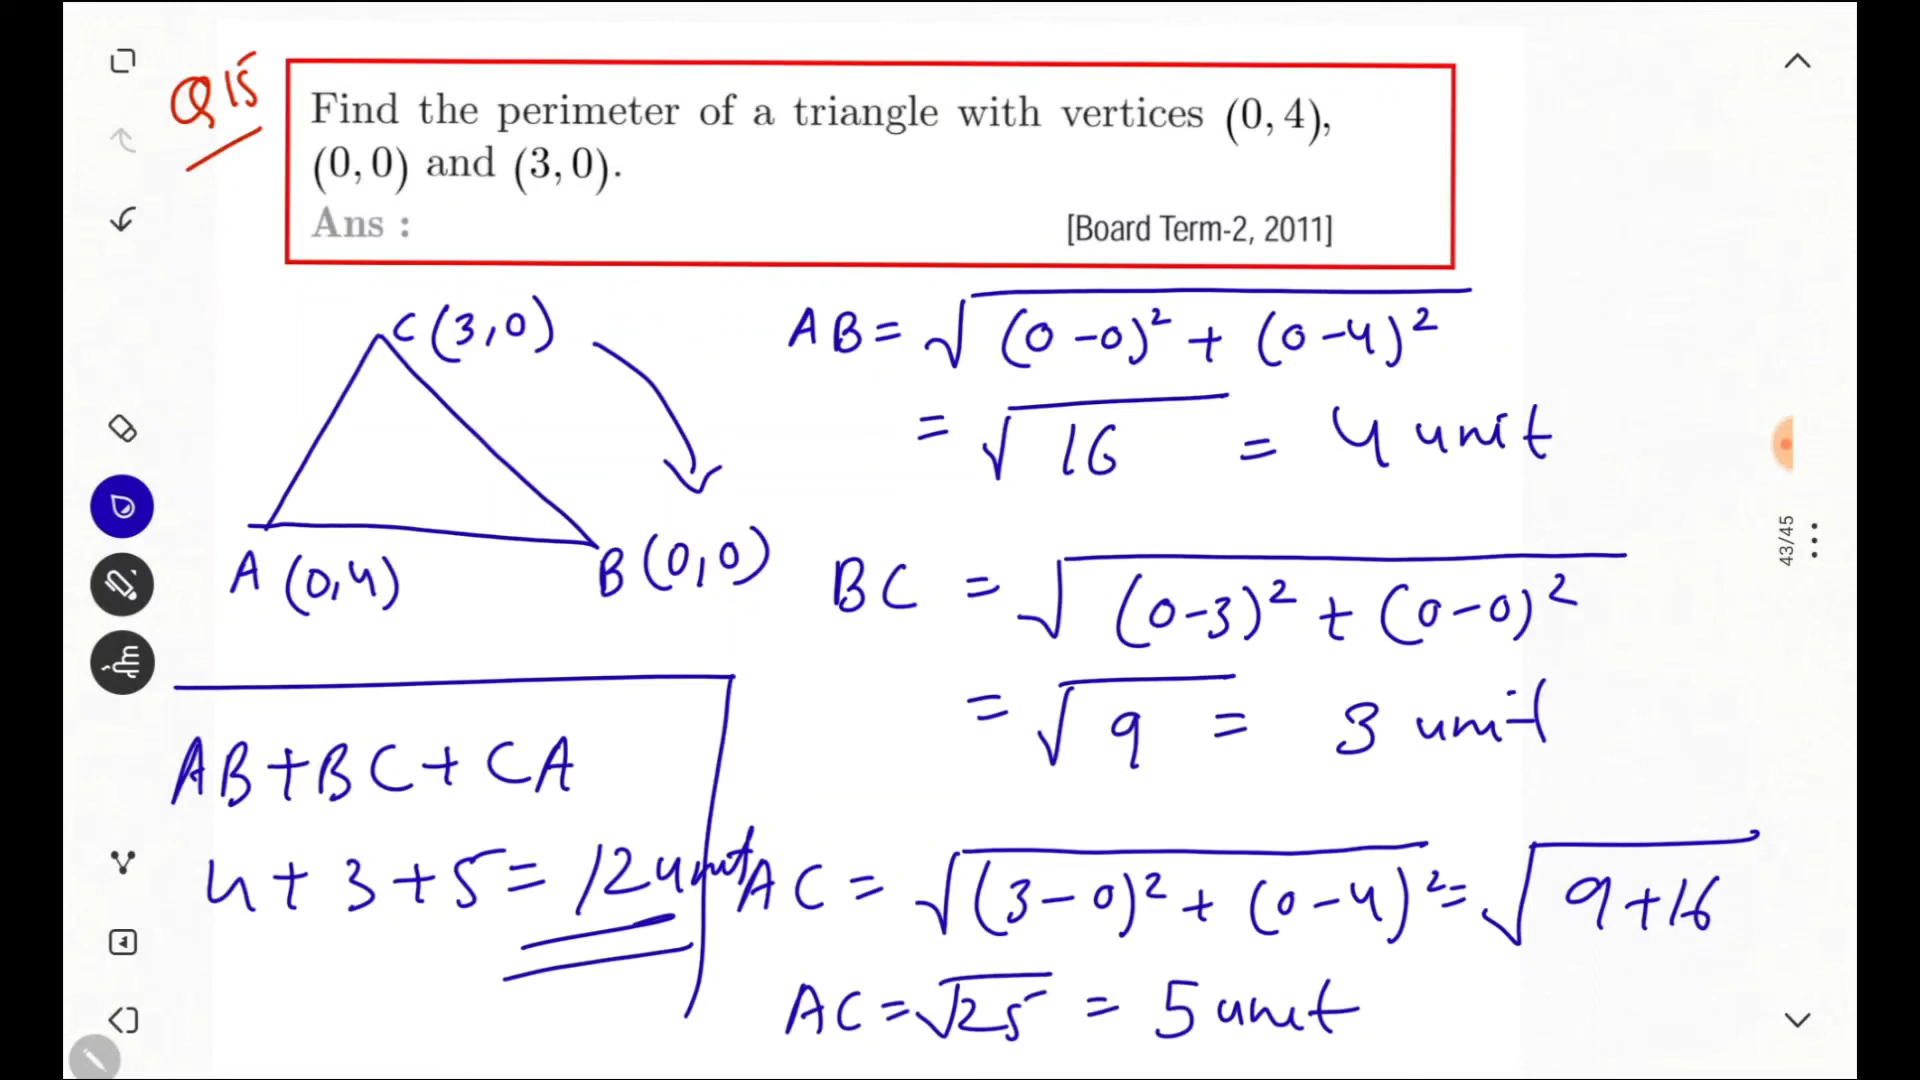 Q15
Find the perimeter of a triangle with vertices (0, 4),
(0, 0) and (3, 0).
Ans :
[Board Term-2, 2011]
C (3,0)
A (0,4)
B (0,0)
AB = √(0-0)² + (0-4)²
= √16 = 4 unit
BC = √(0-3)² + (0-0)²
= √9 = 3 unit
AC = √(3-0)² + (0-4)² = √9+16
AC = √25 = 5 unit
AB+BC+CA
4+3+5 = 12 unit
43/45